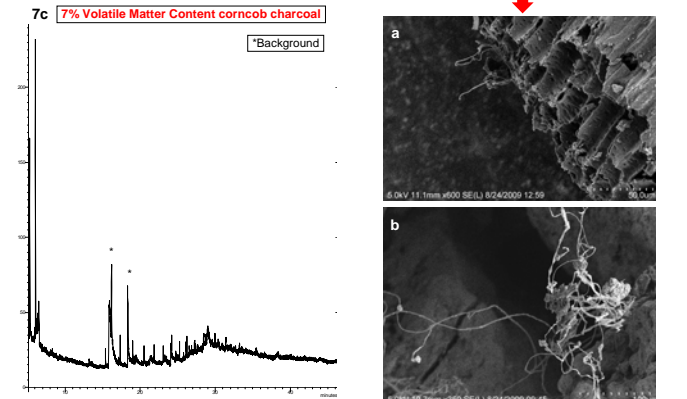 7c 7% Volatile Matter Content corncob charcoal
*Background
200
150
*
100
*
50
0
10 20 30 40 minutes
a
5.0kV 11.1mm x600 SE(L) 8/24/2009 12:59 50.0um
b